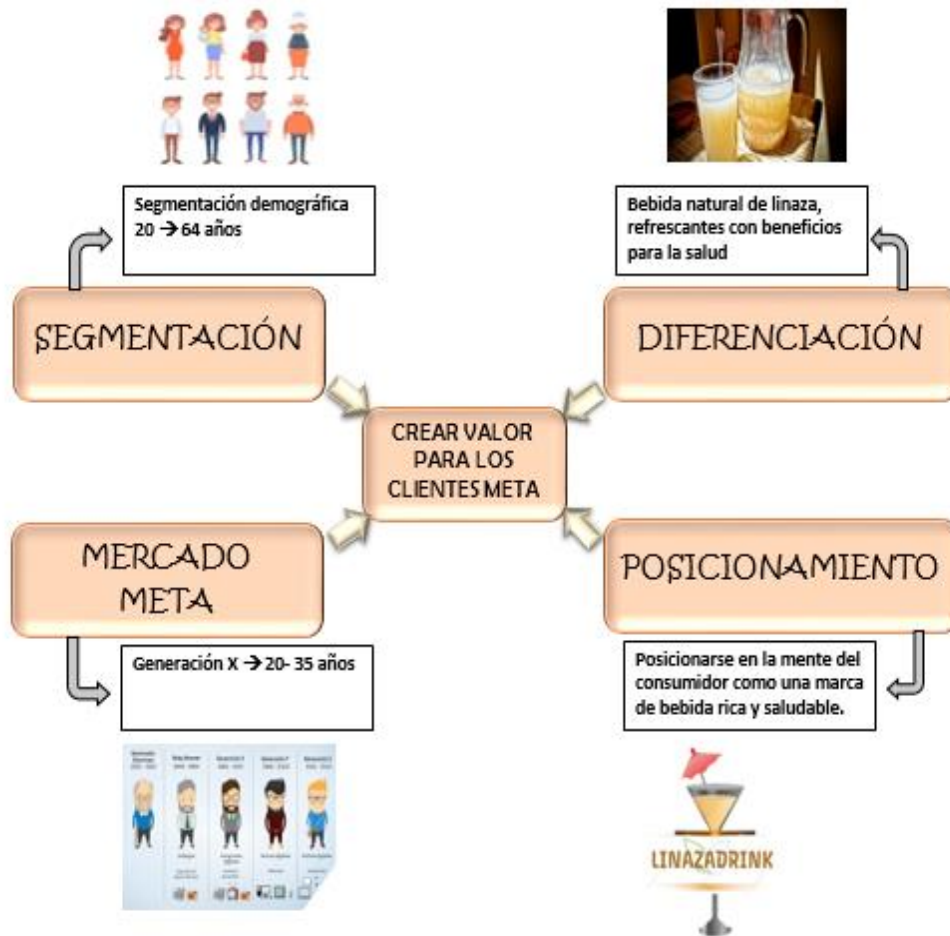 Segmentación demográfica
20 → 64 años
Bebida natural de linaza,
refrescantes con beneficios
para la salud
SEGMENTACIÓN
DIFERENCIACIÓN
CREAR VALOR
PARA LOS
CLIENTES META
MERCADO
META
POSICIONAMIENTO
Generación X → 20- 35 años
Posicionarse en la mente del
consumidor como una marca
de bebida rica y saludable.
LINAZADRINK